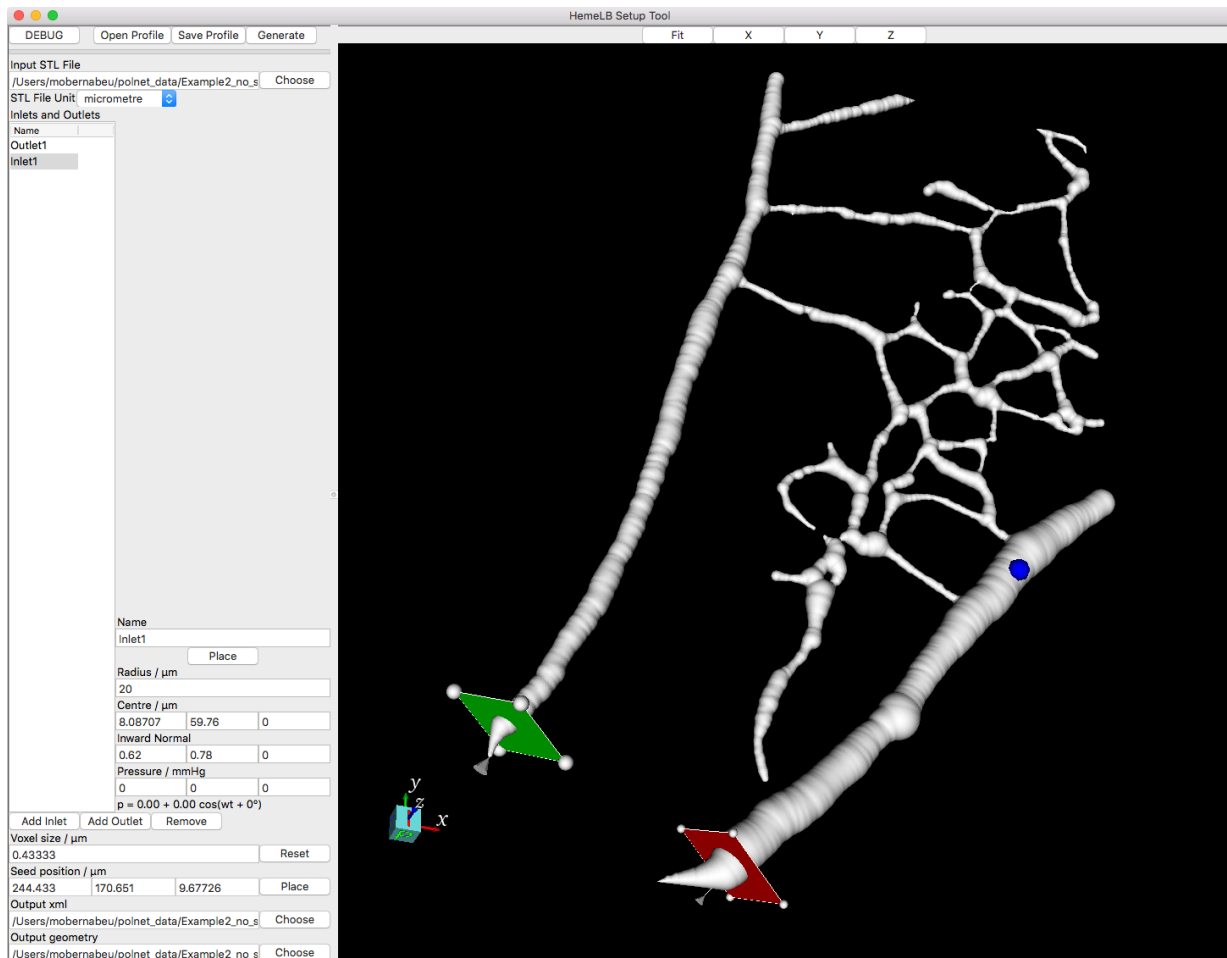 HemeLB Setup Tool
DEBUG Open Profile Save Profile Generate Fit X Y Z
Input STL File
/Users/mobernabeu/polnet_data/Example2_no_s Choose
STL File Unit micrometre
Inlets and Outlets
Name
Outlet1
Inlet1
Name
Inlet1
Place
Radius / µm
20
Centre / µm
8.08707 59.76 0
Inward Normal
0.62 0.78 0
Pressure / mmHg
0 0 0
p = 0.00 + 0.00 cos(wt + 0°)
Add Inlet Add Outlet Remove
Voxel size / µm
0.43333 Reset
Seed position / µm
244.433 170.651 9.67726 Place
Output xml
/Users/mobernabeu/polnet_data/Example2_no_s Choose
Output geometry
/Users/mobernabeu/polnet_data/Example2_no_s Choose
y
z
x